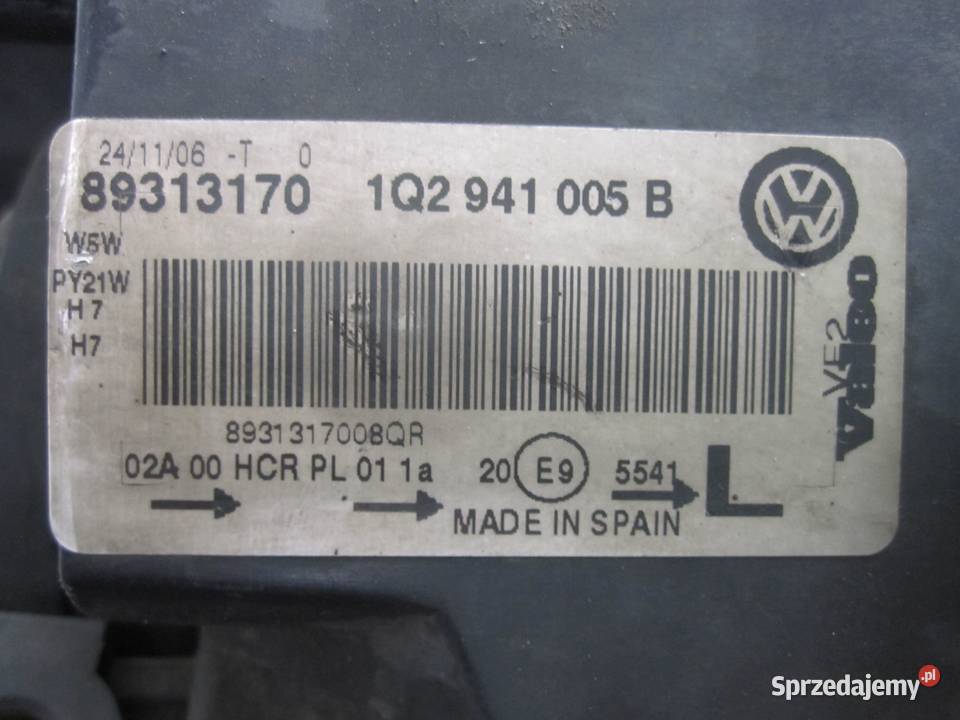 24/11/06 -T 0
89313170 1Q2 941 005 B
W5W
PY21W
H7
H7
8931317008QR
02A 00 HCR PL 01 1a 20 E9 5541 L
MADE IN SPAIN
VE2
Sprzedajemy.pl